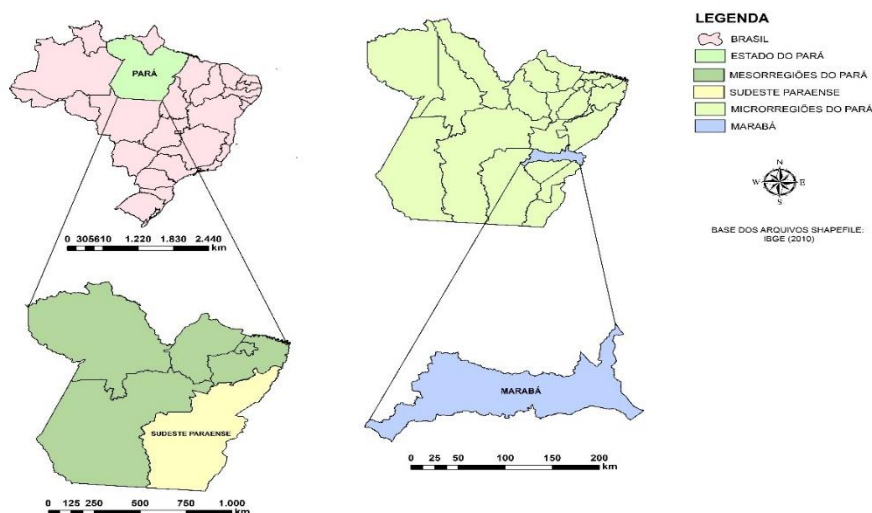 PARÁ
0 305610 1.220 1.830 2.440
km
SUDESTE PARAENSE
0 125 250 500 750 1.000
km
MARABÁ
0 25 50 100 150 200
km
LEGENDA
BRASIL
ESTADO DO PARÁ
MESORREGIÕES DO PARÁ
SUDESTE PARAENSE
MICRORREGIÕES DO PARÁ
MARABÁ
N
W E
S
BASE DOS ARQUIVOS SHAPEFILE:
IBGE (2010)